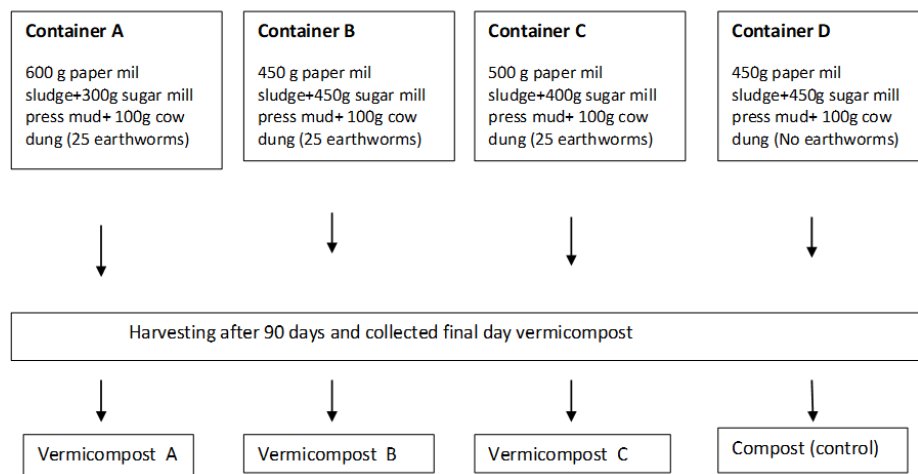 Container A
600 g paper mil
sludge+300g sugar mill
press mud+ 100g cow
dung (25 earthworms)
Container B
450 g paper mil
sludge+450g sugar mill
press mud+ 100g cow
dung (25 earthworms)
Container C
500 g paper mil
sludge+400g sugar mill
press mud+ 100g cow
dung (25 earthworms)
Container D
450g paper mil
sludge+450g sugar mill
press mud+ 100g cow
dung (No earthworms)
Harvesting after 90 days and collected final day vermicompost
Vermicompost A
Vermicompost B
Vermicompost C
Compost (control)